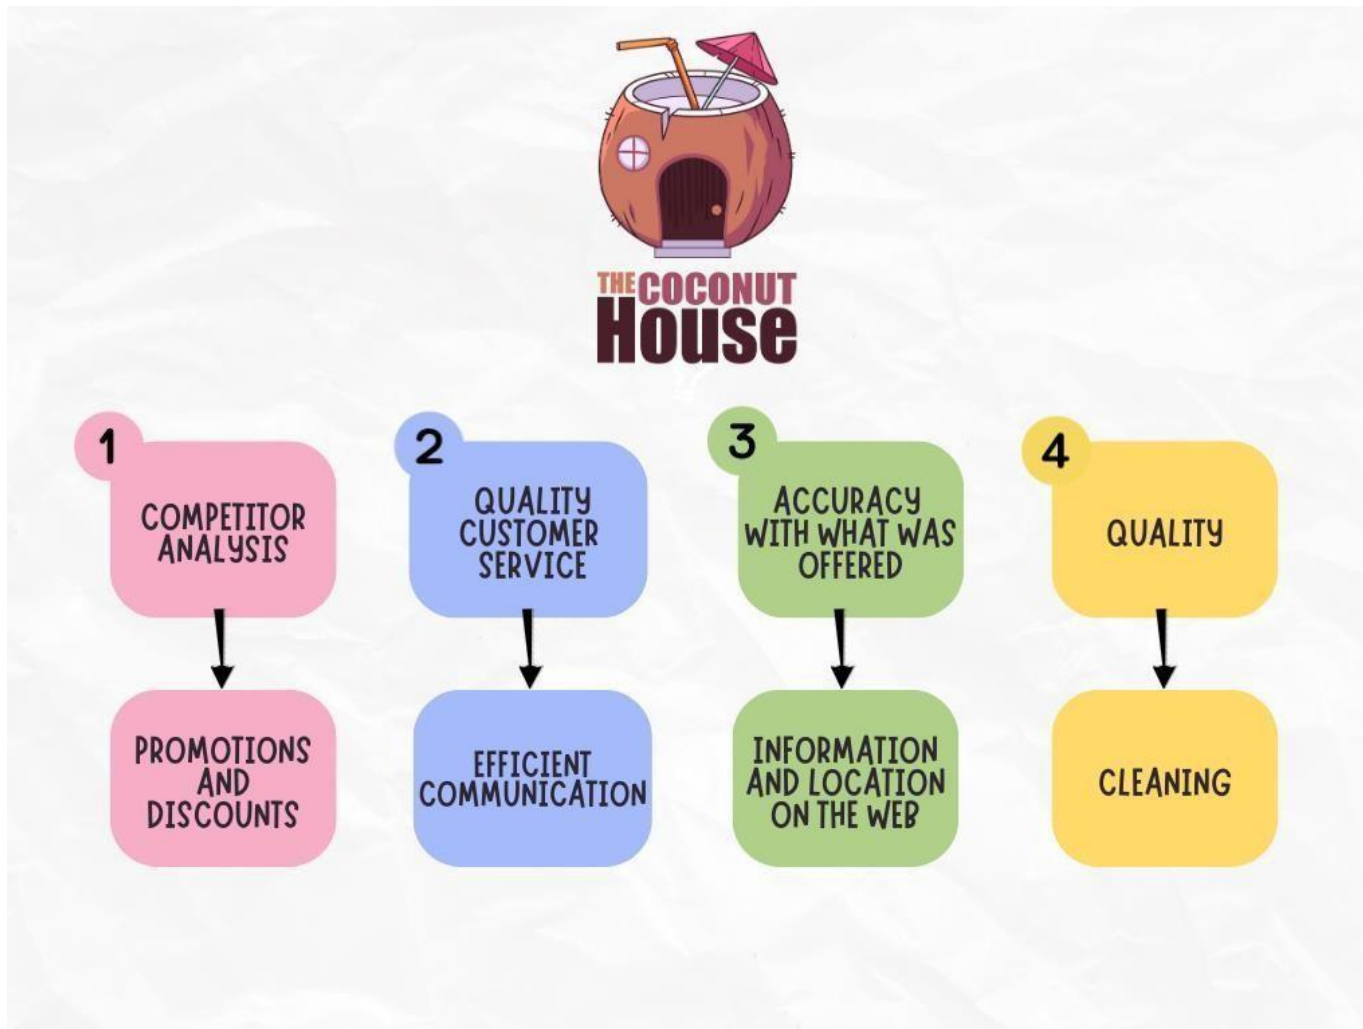 THE COCONUT
House
1
COMPETITOR
ANALYSIS
PROMOTIONS
AND
DISCOUNTS
2
QUALITY
CUSTOMER
SERVICE
EFFICIENT
COMMUNICATION
3
ACCURACY
WITH WHAT WAS
OFFERED
INFORMATION
AND LOCATION
ON THE WEB
4
QUALITY
CLEANING